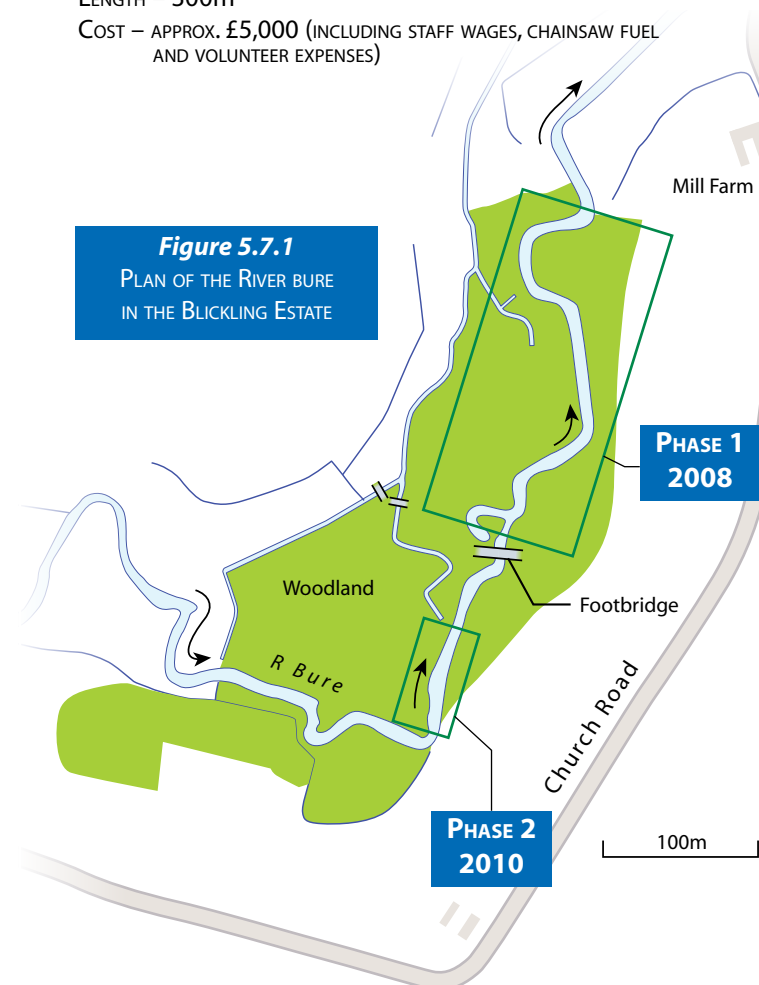 LENGTH – 500m
COST – APPROX. £5,000 (INCLUDING STAFF WAGES, CHAINSAW FUEL
AND VOLUNTEER EXPENSES)
Mill Farm
Figure 5.7.1
PLAN OF THE RIVER BURE
IN THE BLICKLING ESTATE
PHASE 1
2008
Woodland
Footbridge
R Bure
Church Road
PHASE 2
2010
100m